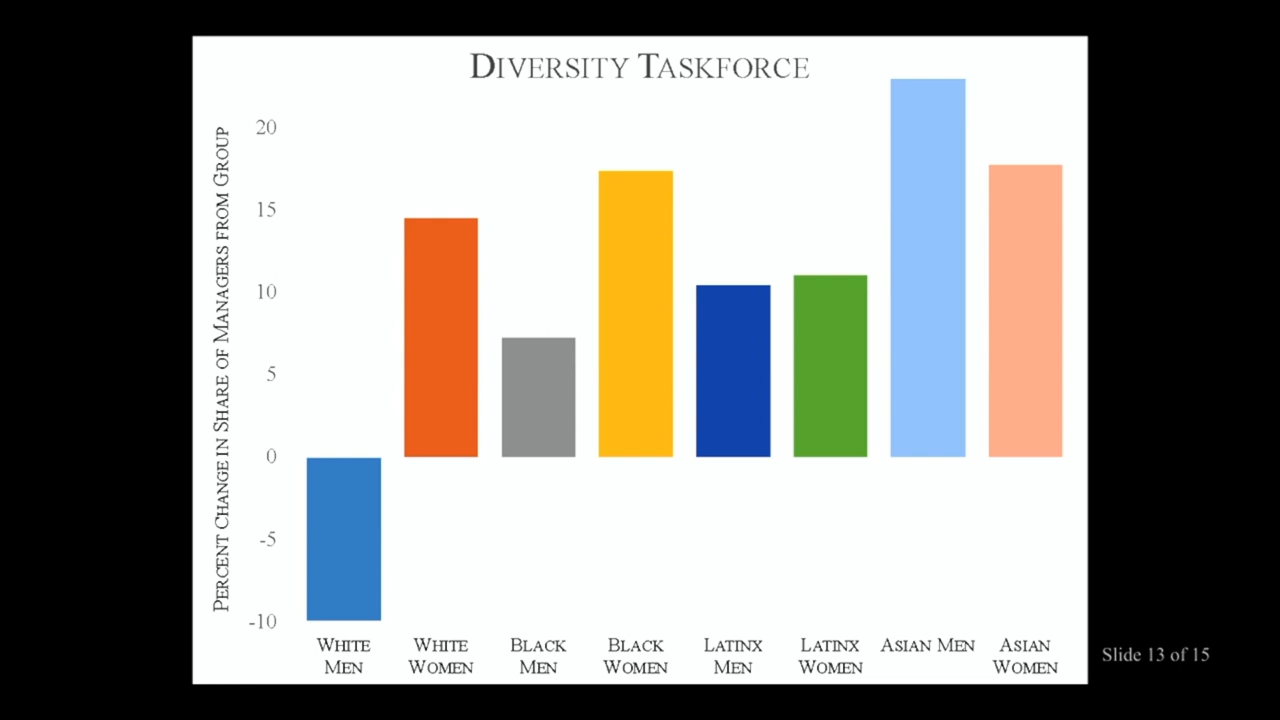 DIVERSITY TASKFORCE
PERCENT CHANGE IN SHARE OF MANAGERS FROM GROUP
20
15
10
5
0
-5
-10
WHITE MEN
WHITE WOMEN
BLACK MEN
BLACK WOMEN
LATINX MEN
LATINX WOMEN
ASIAN MEN
ASIAN WOMEN
Slide 13 of 15